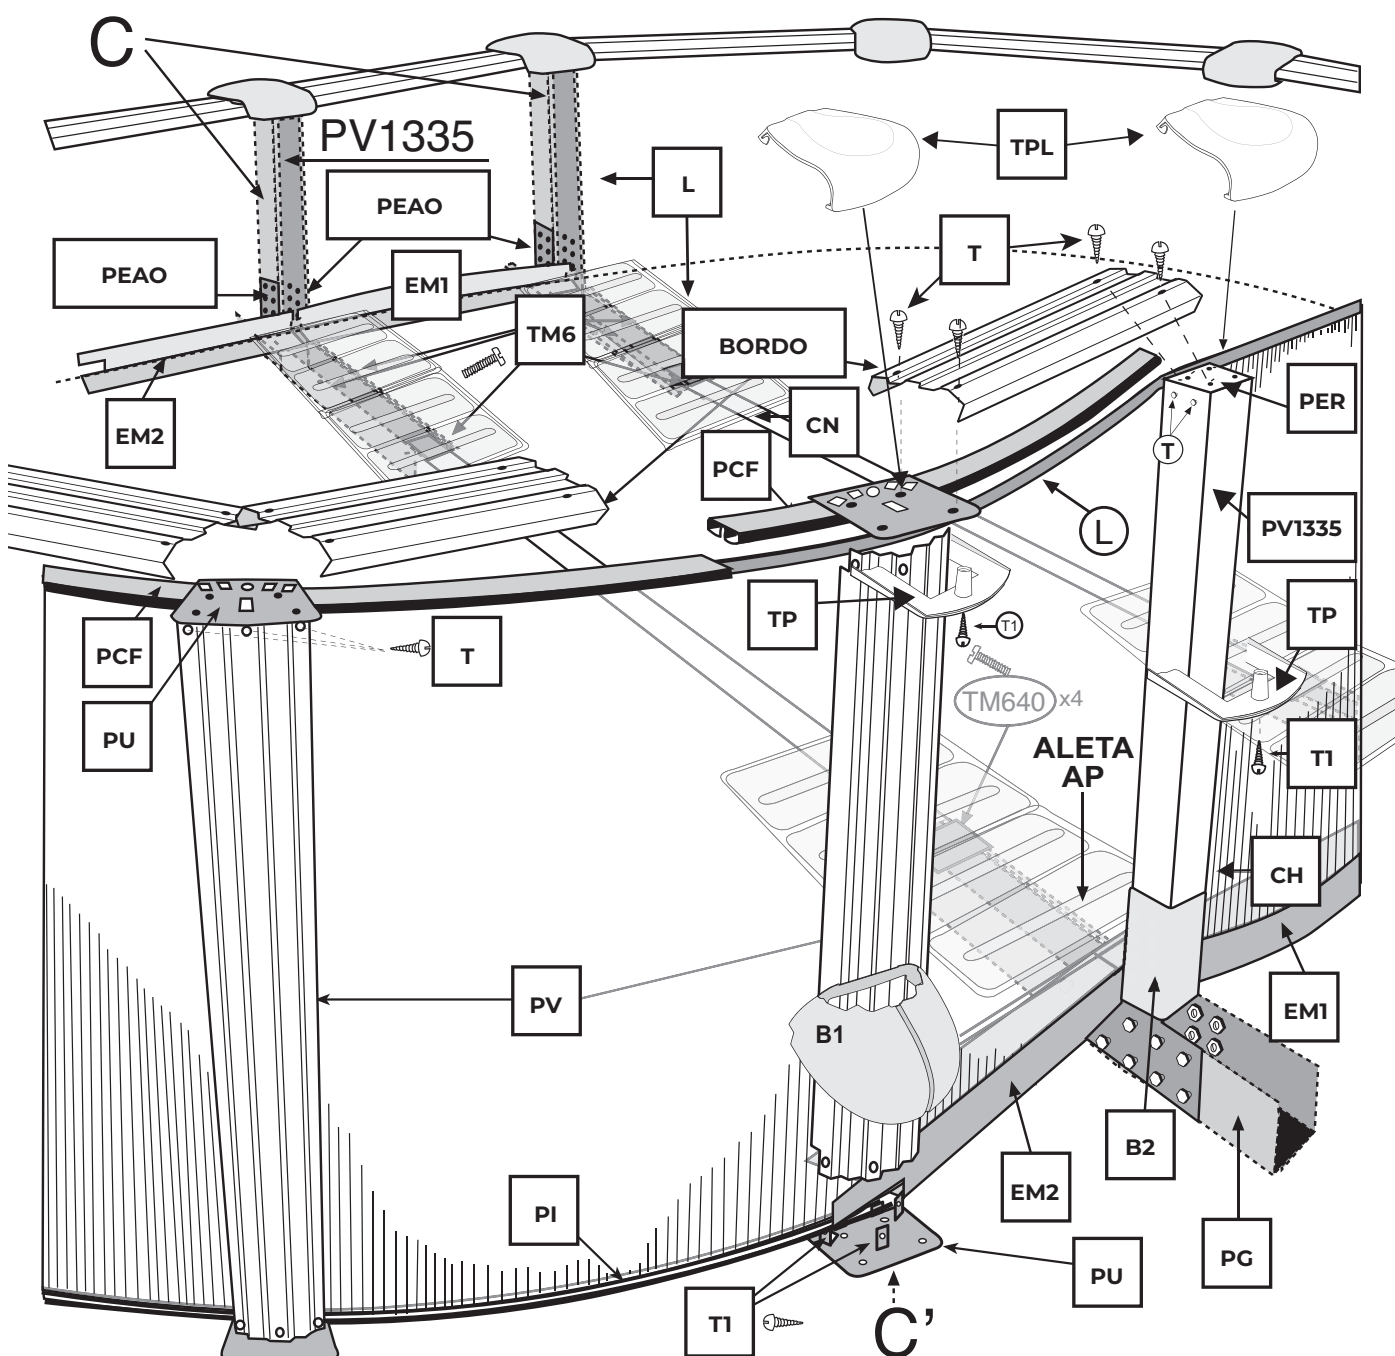 C
PV1335
PEAO
PEAO
L
TPL
T
EM1
TM6
BORDO
EM2
CN
PER
PCF
T
L
PV1335
TP
T1
TP
PCF
T
PU
TM640 x4
ALETA
AP
T1
CH
PV
B1
EM1
B2
EM2
PI
PG
PU
T1
C’